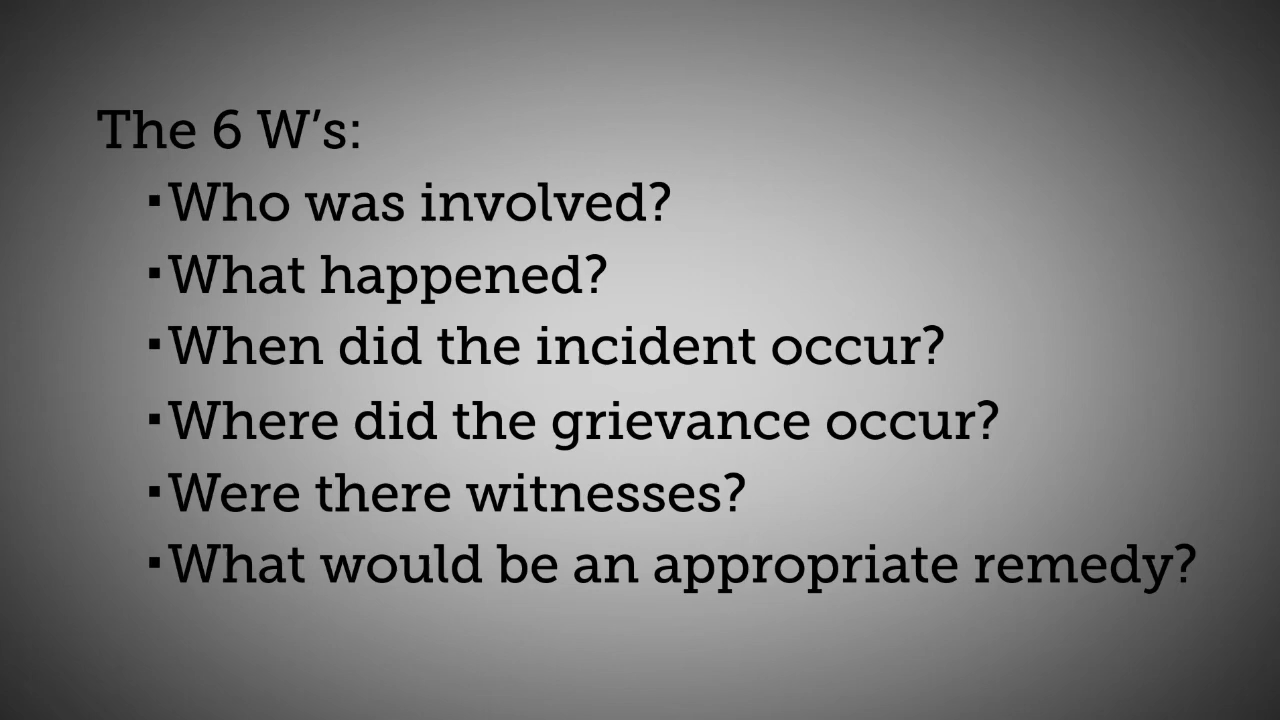 The 6 W’s:
▪Who was involved?
▪What happened?
▪When did the incident occur?
▪Where did the grievance occur?
▪Were there witnesses?
▪What would be an appropriate remedy?